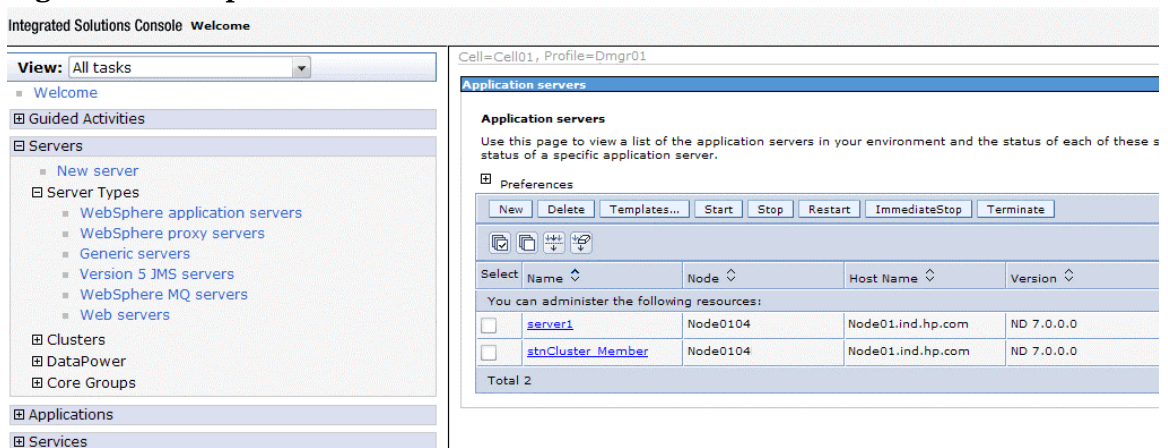 Integrated Solutions Console Welcome
View: All tasks
Welcome
Guided Activities
Servers
New server
Server Types
WebSphere application servers
WebSphere proxy servers
Generic servers
Version 5 JMS servers
WebSphere MQ servers
Web servers
Clusters
DataPower
Core Groups
Applications
Services
Cell=Cell01, Profile=Dmgr01
Application servers
Application servers
Use this page to view a list of the application servers in your environment and the status of each of these s
status of a specific application server.
Preferences
New Delete Templates... Start Stop Restart ImmediateStop Terminate
Select Name Node Host Name Version
You can administer the following resources:
server1 Node0104 Node01.ind.hp.com ND 7.0.0.0
stnCluster Member Node0104 Node01.ind.hp.com ND 7.0.0.0
Total 2